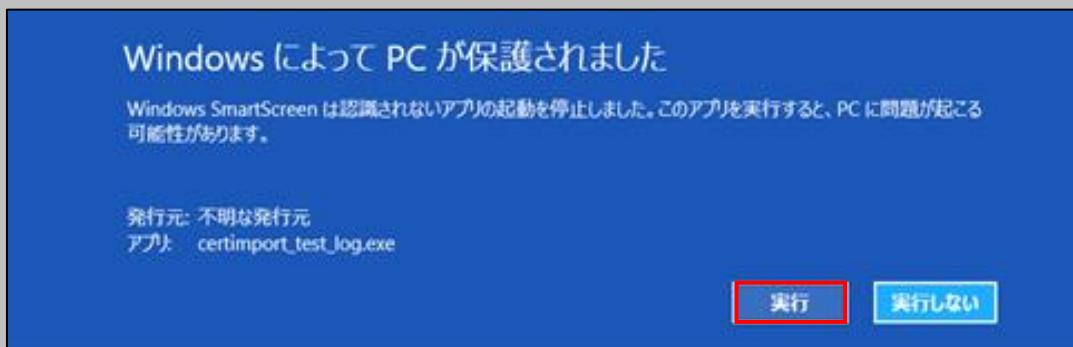 Windows によって PC が保護されました
Windows SmartScreen は認識されないアプリの起動を停止しました。このアプリを実行すると、PC に問題が起こる
可能性があります。
発行元: 不明な発行元
アプリ: certimport_test_log.exe
実行 実行しない